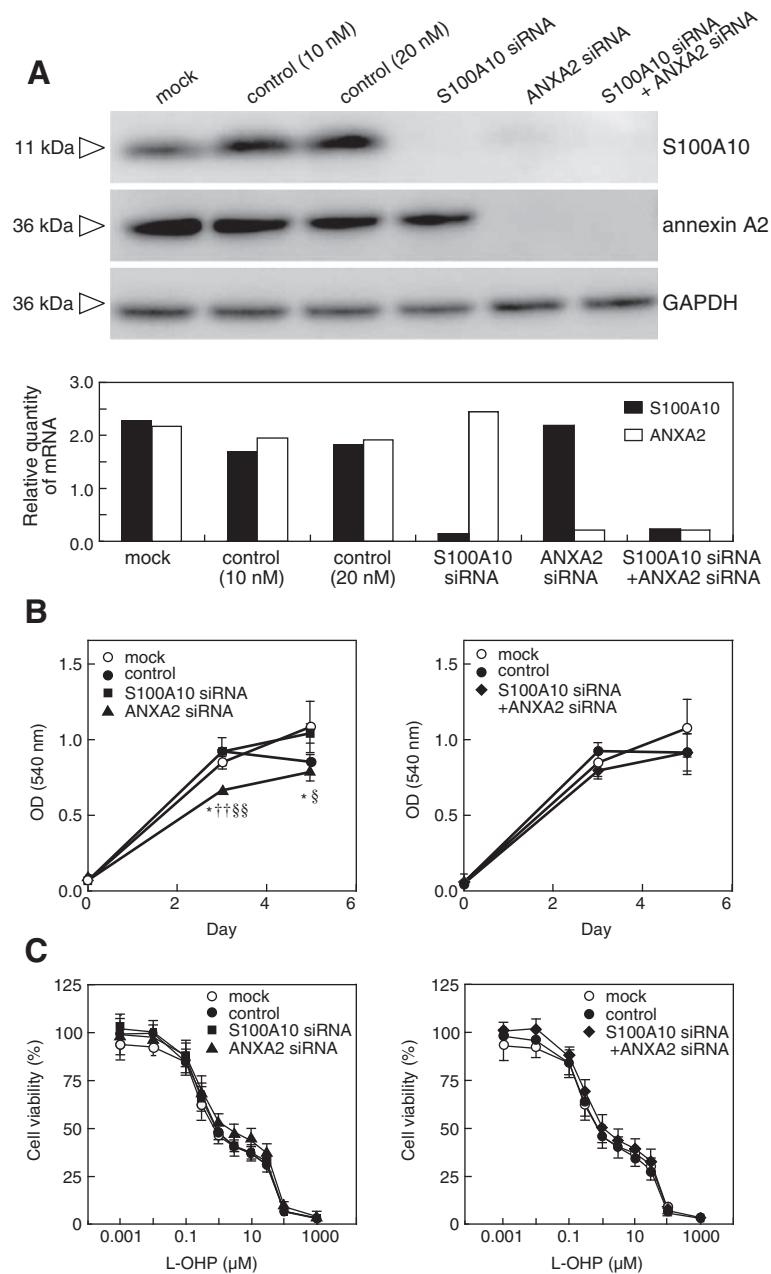 A
mock
control (10 nM)
control (20 nM)
S100A10 siRNA
ANXA2 siRNA
S100A10 siRNA
+ ANXA2 siRNA
11 kDa
S100A10
36 kDa
annexin A2
36 kDa
GAPDH
Relative quantity
of mRNA
3.0
2.0
1.0
0.0
S100A10
ANXA2
mock
control
(10 nM)
control
(20 nM)
S100A10
siRNA
ANXA2
siRNA
S100A10 siRNA
+ANXA2 siRNA
B
OD (540 nm)
1.5
1.0
0.5
0.0
mock
control
S100A10 siRNA
ANXA2 siRNA
*††§§
*§
0 2 4 6
Day
OD (540 nm)
1.5
1.0
0.5
0.0
mock
control
S100A10 siRNA
+ANXA2 siRNA
0 2 4 6
Day
C
Cell viability (%)
125
100
75
50
25
0
mock
control
S100A10 siRNA
ANXA2 siRNA
0.001 0.1 10 1000
L-OHP (µM)
Cell viability (%)
125
100
75
50
25
0
mock
control
S100A10 siRNA
+ANXA2 siRNA
0.001 0.1 10 1000
L-OHP (µM)